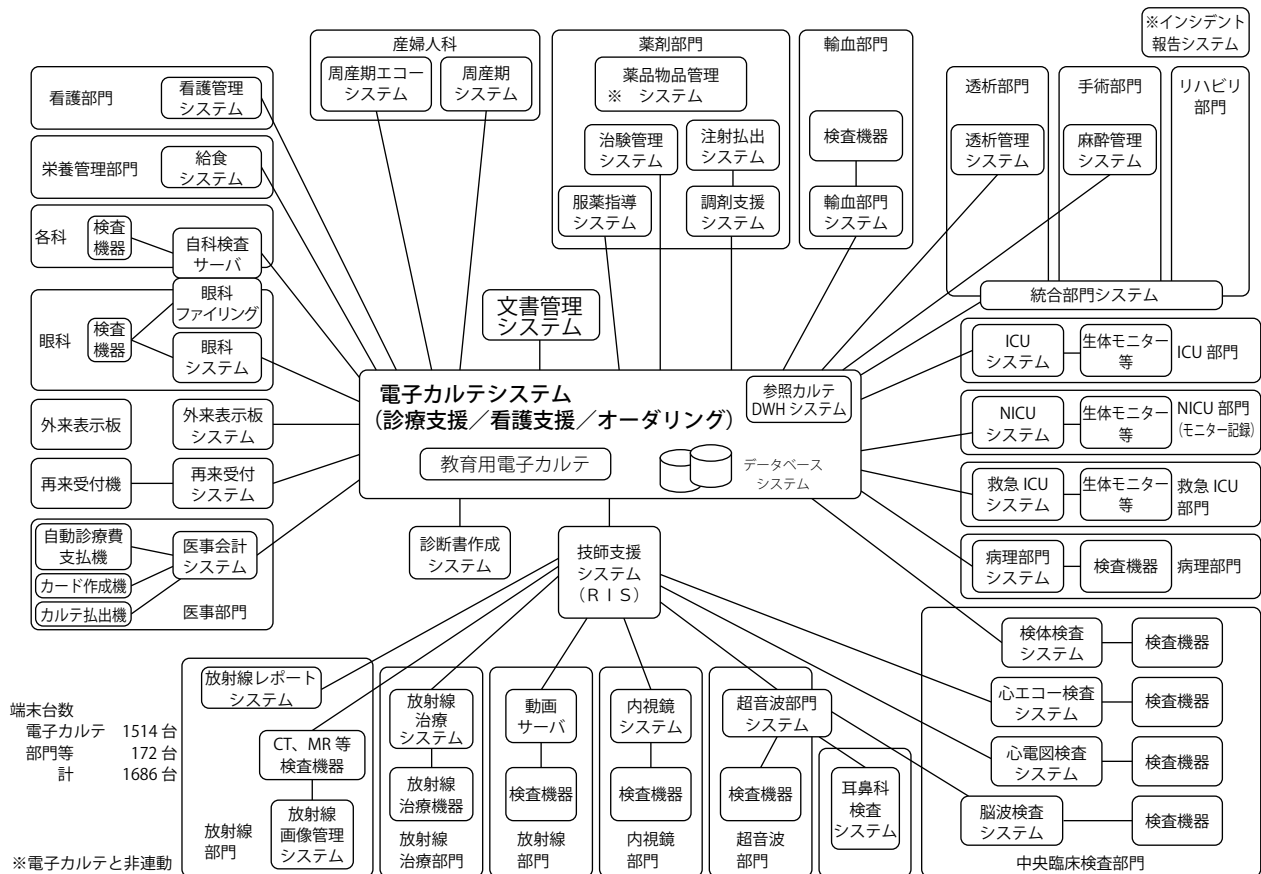 ※インシデント
報告システム
産婦人科
周産期エコー
システム
周産期
システム
薬剤部門
薬品物品管理
※ システム
治験管理
システム
注射払出
システム
服薬指導
システム
調剤支援
システム
輸血部門
検査機器
輸血部門
システム
透析部門
透析管理
システム
手術部門
麻酔管理
システム
リハビリ
部門
統合部門システム
看護部門
看護管理
システム
栄養管理部門
給食
システム
各科
検査
機器
自科検査
サーバ
眼科
検査
機器
眼科
ファイリング
眼科
システム
外来表示板
外来表示板
システム
再来受付機
再来受付
システム
自動診療費
支払機
カード作成機
カルテ払出機
医事会計
システム
医事部門
文書管理
システム
電子カルテシステム
（診療支援／看護支援／オーダリング）
参照カルテ
DWH システム
教育用電子カルテ
データベース
システム
診断書作成
システム
技師支援
システム
（ＲＩＳ）
ICU
システム
生体モニター
等
ICU 部門
NICU
システム
生体モニター
等
NICU 部門
（モニター記録）
救急 ICU
システム
生体モニター
等
救急 ICU
部門
病理部門
システム
検査機器
病理部門
検体検査
システム
検査機器
心エコー検査
システム
検査機器
心電図検査
システム
検査機器
脳波検査
システム
検査機器
中央臨床検査部門
放射線レポート
システム
CT、MR 等
検査機器
放射線
画像管理
システム
放射線
部門
放射線
治療
システム
放射線
治療機器
放射線
治療部門
動画
サーバ
検査機器
放射線
部門
内視鏡
システム
検査機器
内視鏡
部門
超音波部門
システム
検査機器
超音波
部門
耳鼻科
検査
システム
端末台数
電子カルテ 1514 台
部門等 172 台
計 1686 台
※電子カルテと非連動